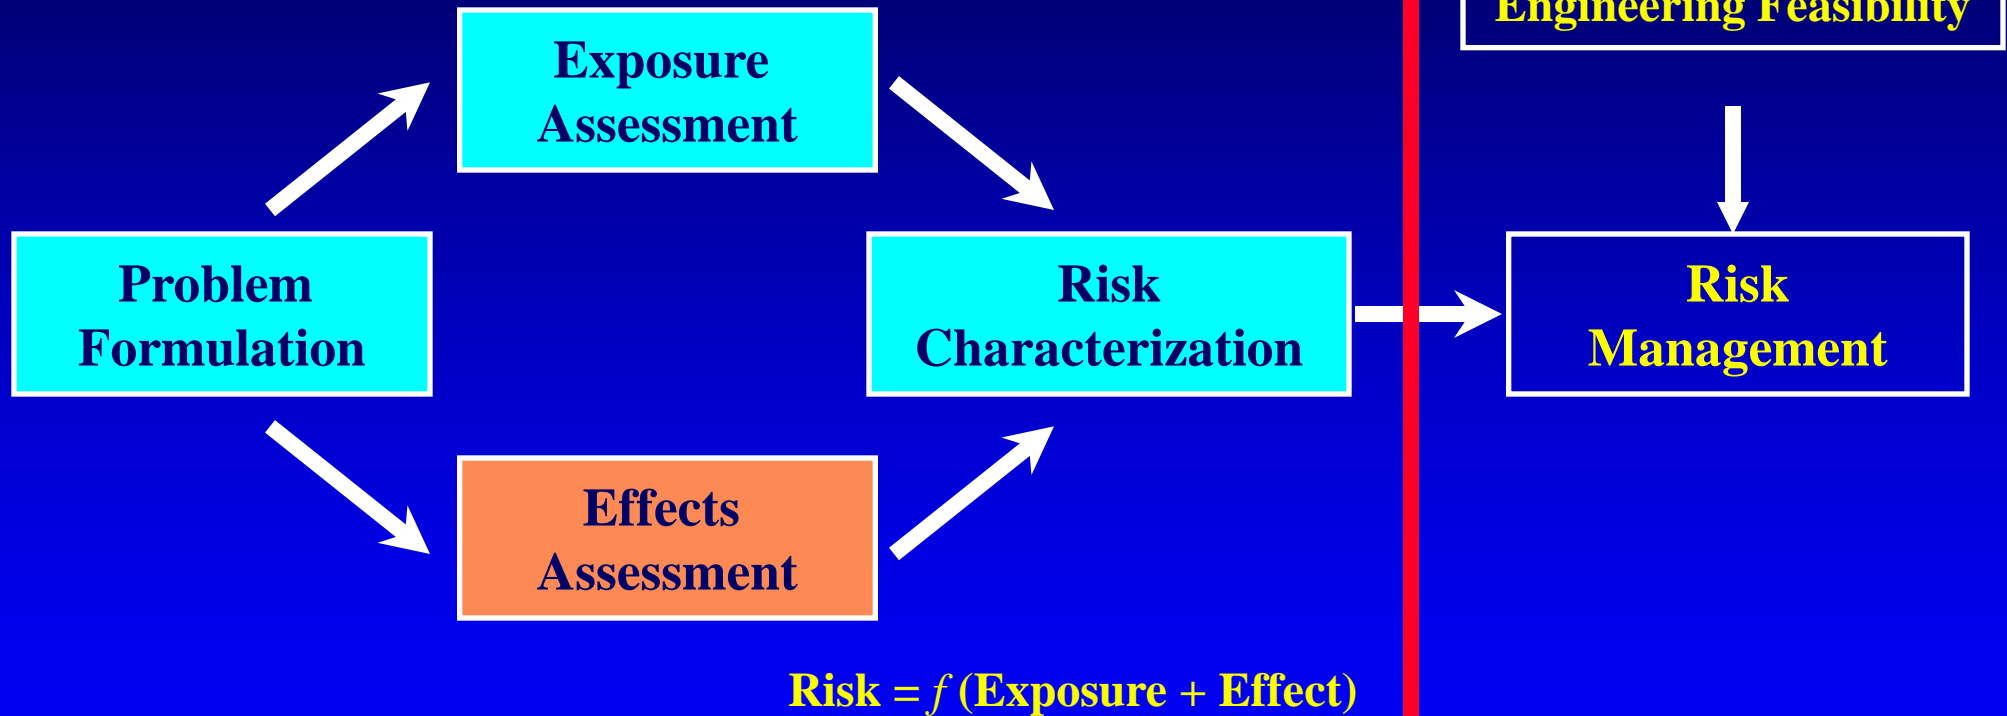 Engineering Feasibility
Exposure
Assessment
Problem
Formulation
Risk
Characterization
Risk
Management
Effects
Assessment
Risk = f (Exposure + Effect)